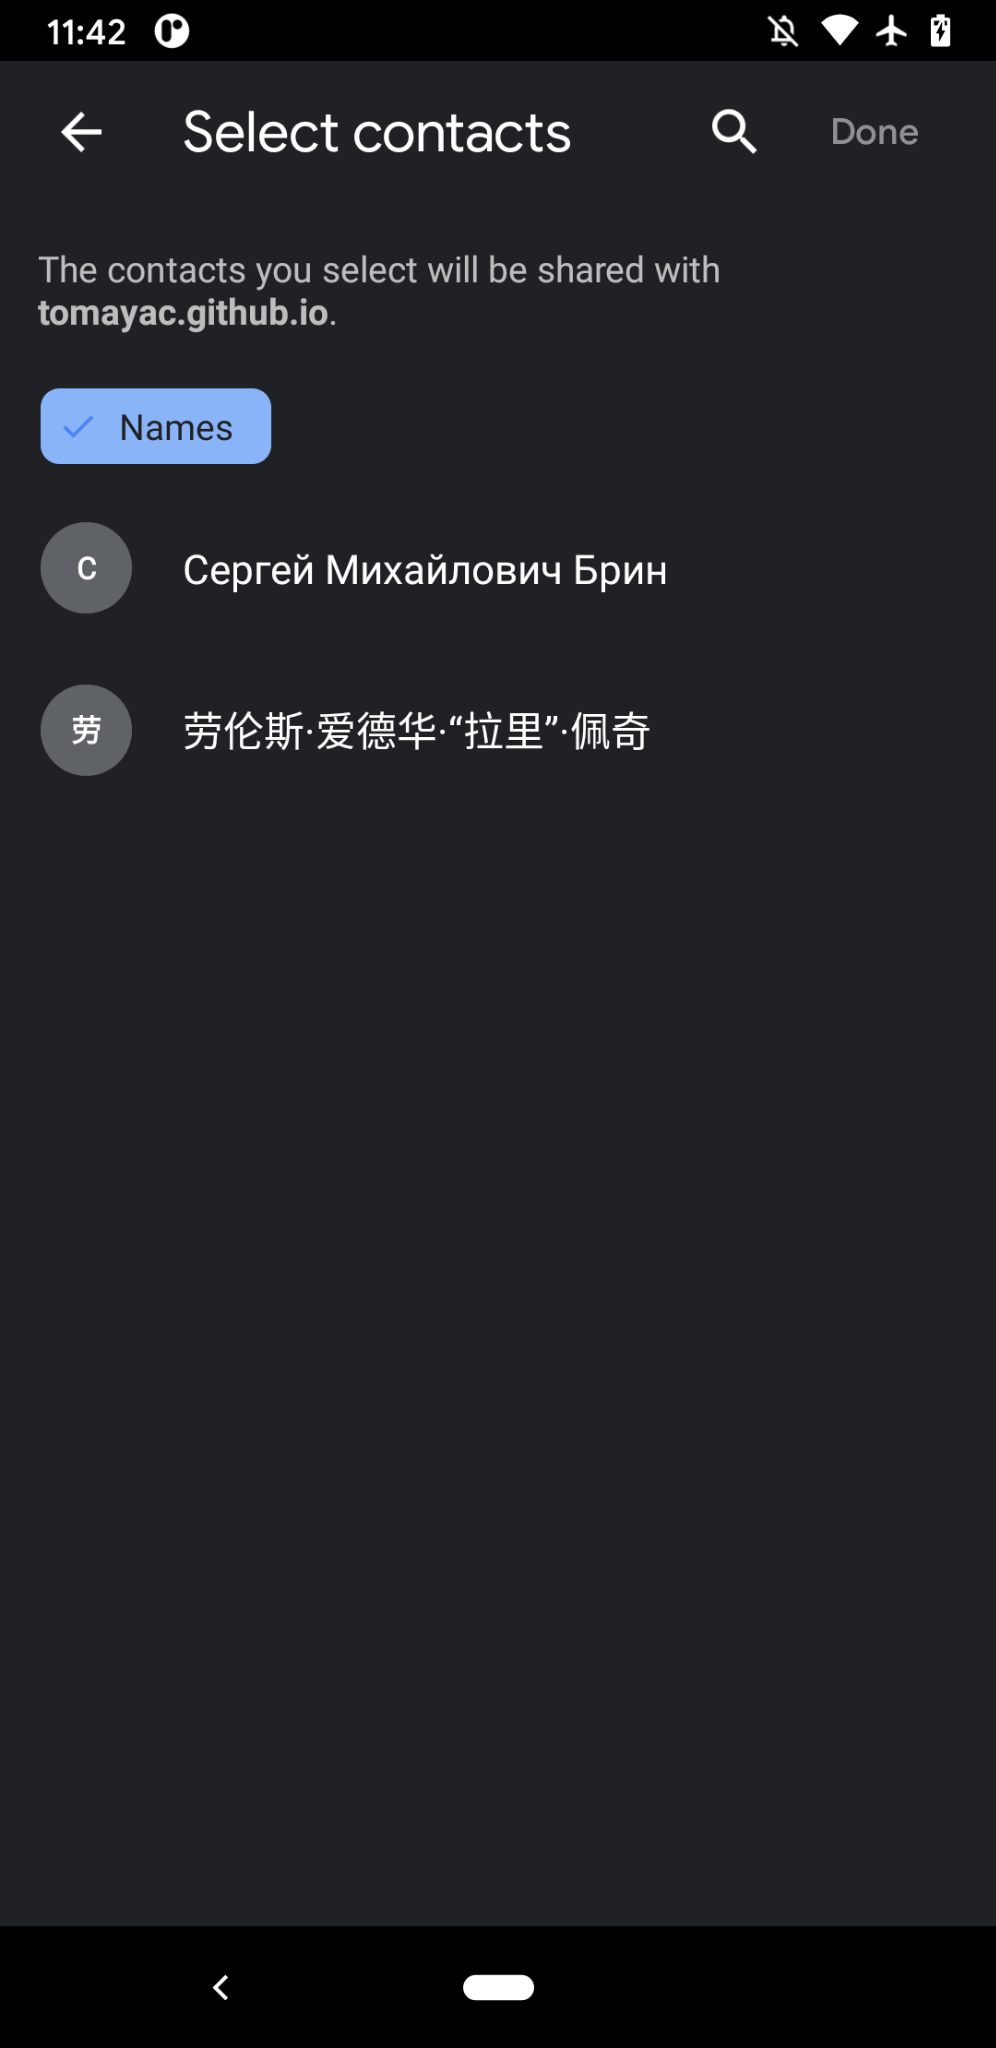 11:42
Select contacts
Done
The contacts you select will be shared with
tomayac.github.io.
Names
С
Сергей Михайлович Брин
劳
劳伦斯·爱德华·“拉里”·佩奇